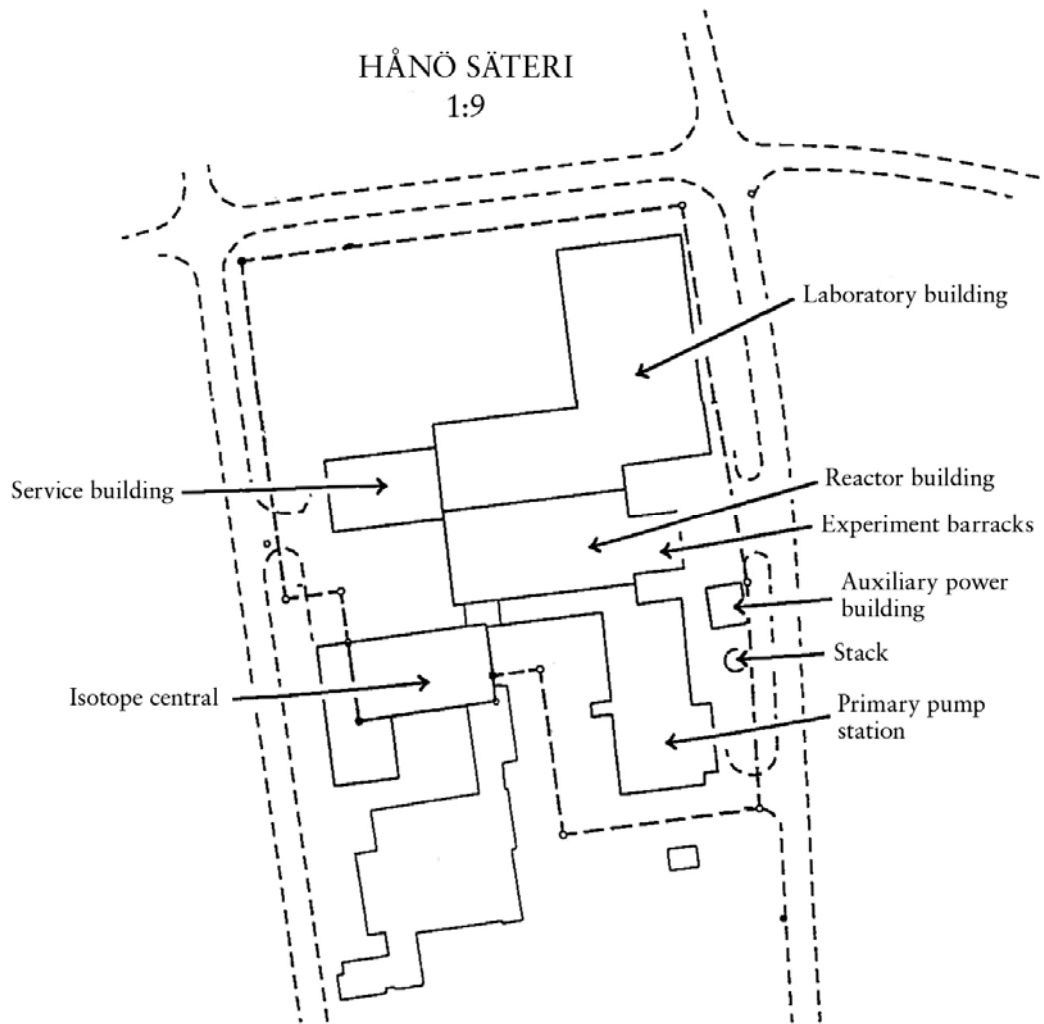 HÅNÖ SÄTERI
1:9
Laboratory building
Reactor building
Service building
Experiment barracks
Auxiliary power
building
Stack
Isotope central
Primary pump
station